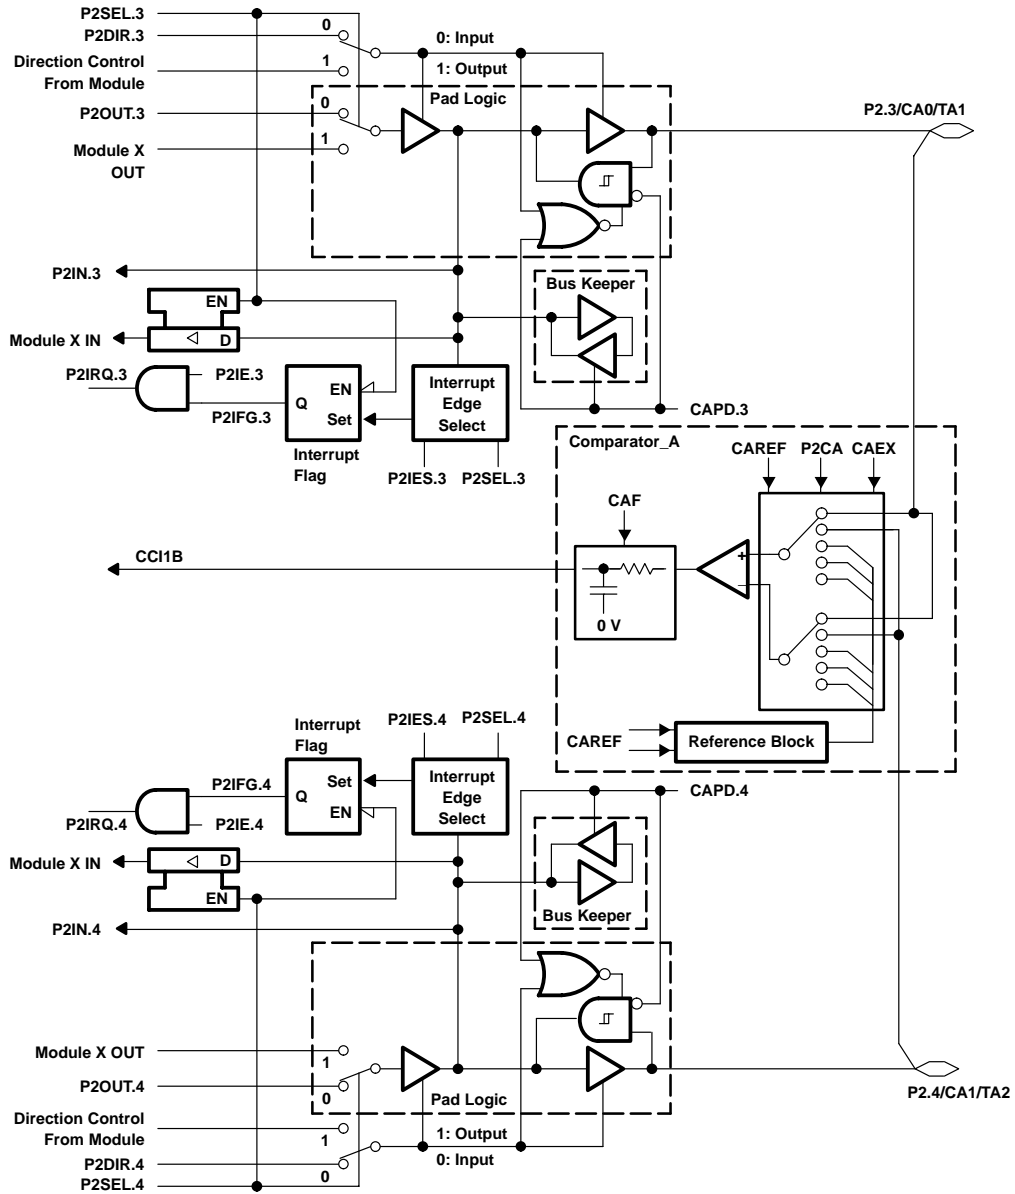 P2SEL.3
P2DIR.3
0
0: Input
Direction Control
From Module
1
1: Output
Pad Logic
P2OUT.3
0
P2.3/CA0/TA1
Module X
OUT
1
P2IN.3
Bus Keeper
EN
Module X IN
D
P2IRQ.3
P2IE.3
P2IFG.3
Q
EN
Set
Interrupt
Flag
Interrupt
Edge
Select
P2IES.3
P2SEL.3
CAPD.3
Comparator_A
CAREF
P2CA
CAEX
CAF
CCI1B
+
–
0 V
CAREF
Reference Block
Interrupt
Flag
P2IES.4
P2SEL.4
P2IFG.4
Q
Set
EN
Interrupt
Edge
Select
CAPD.4
P2IRQ.4
P2IE.4
Module X IN
D
EN
Bus Keeper
P2IN.4
Module X OUT
1
P2OUT.4
0
Pad Logic
P2.4/CA1/TA2
Direction Control
From Module
1
1: Output
0: Input
P2DIR.4
0
P2SEL.4